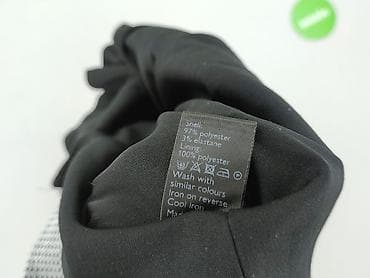 Shell:
97% polyester
3% elastane
Lining:
100% polyester
Wash with
similar colours
Iron on reverse
Cool iron